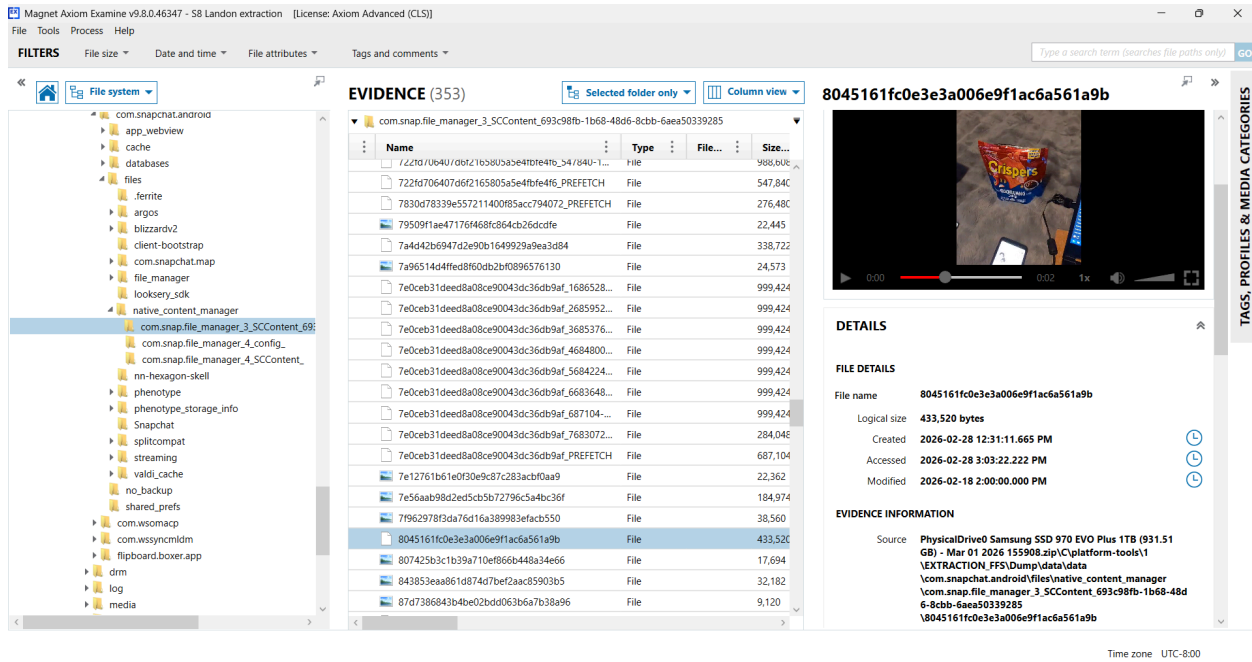 Magnet Axiom Examine v9.8.0.46347 - S8 Landon extraction [License: Axiom Advanced (CLS)]
File Tools Process Help
FILTERS File size Date and time File attributes Tags and comments Type a search term (searches file paths only) GO
File system
com.snapchat.android
app_webview
cache
databases
files
.ferrite
argos
blizzardv2
client-bootstrap
com.snapchat.map
file_manager
looksery_sdk
native_content_manager
com.snap.file_manager_3_SCContent_693
com.snap.file_manager_4_config_
com.snap.file_manager_4_SCContent_
nn-hexagon-skell
phenotype
phenotype_storage_info
Snapchat
splitcompat
streaming
valdi_cache
no_backup
shared_prefs
com.wsomacp
com.wssyncmldm
flipboard.boxer.app
drm
log
media
EVIDENCE (353)
Selected folder only Column view
com.snap.file_manager_3_SCContent_693c98fb-1b68-48d6-8cbb-6aea50339285
Name Type File... Size...
722fd706407d6f2165805a5e4fbfe4f6_547840-1... File 988,608
722fd706407d6f2165805a5e4fbfe4f6_PREFETCH File 547,840
7830d78339e557211400f85acc794072_PREFETCH File 276,480
79509f1ae47176f468fc864cb26dcdfe File 22,445
7a4d42b6947d2e90b1649929a9ea3d84 File 338,722
7a96514d4ffed8f60db2bf0896576130 File 24,573
7e0ceb31deed8a08ce90043dc36db9af_1686528... File 999,424
7e0ceb31deed8a08ce90043dc36db9af_2685952... File 999,424
7e0ceb31deed8a08ce90043dc36db9af_3685376... File 999,424
7e0ceb31deed8a08ce90043dc36db9af_4684800... File 999,424
7e0ceb31deed8a08ce90043dc36db9af_5684224... File 999,424
7e0ceb31deed8a08ce90043dc36db9af_6683648... File 999,424
7e0ceb31deed8a08ce90043dc36db9af_687104-... File 999,424
7e0ceb31deed8a08ce90043dc36db9af_7683072... File 284,048
7e0ceb31deed8a08ce90043dc36db9af_PREFETCH File 687,104
7e12761b61e0f30e9c87c283acbf0aa9 File 22,362
7e56aab98d2ed5cb5b72796c5a4bc36f File 184,974
7f962978f3da76d16a389983efacb550 File 38,560
8045161fc0e3e3a006e9f1ac6a561a9b File 433,520
807425b3c1b39a710ef866b448a34e66 File 17,694
843853eaa861d874d7bef2aac85903b5 File 32,182
87d7386843b4be02bdd063b6a7b38a96 File 9,120
8045161fc0e3e3a006e9f1ac6a561a9b
Crispers
0:00 0:02 1x
DETAILS
FILE DETAILS
File name 8045161fc0e3e3a006e9f1ac6a561a9b
Logical size 433,520 bytes
Created 2026-02-28 12:31:11.665 PM
Accessed 2026-02-28 3:03:22.222 PM
Modified 2026-02-18 2:00:00.000 PM
EVIDENCE INFORMATION
Source PhysicalDrive0 Samsung SSD 970 EVO Plus 1TB (931.51
GB) - Mar 01 2026 155908.zip\C\platform-tools\1
\EXTRACTION_FFS\Dump\data\data
\com.snapchat.android\files\native_content_manager
\com.snap.file_manager_3_SCContent_693c98fb-1b68-48d
6-8cbb-6aea50339285
\8045161fc0e3e3a006e9f1ac6a561a9b
TAGS, PROFILES & MEDIA CATEGORIES
Time zone UTC-8:00